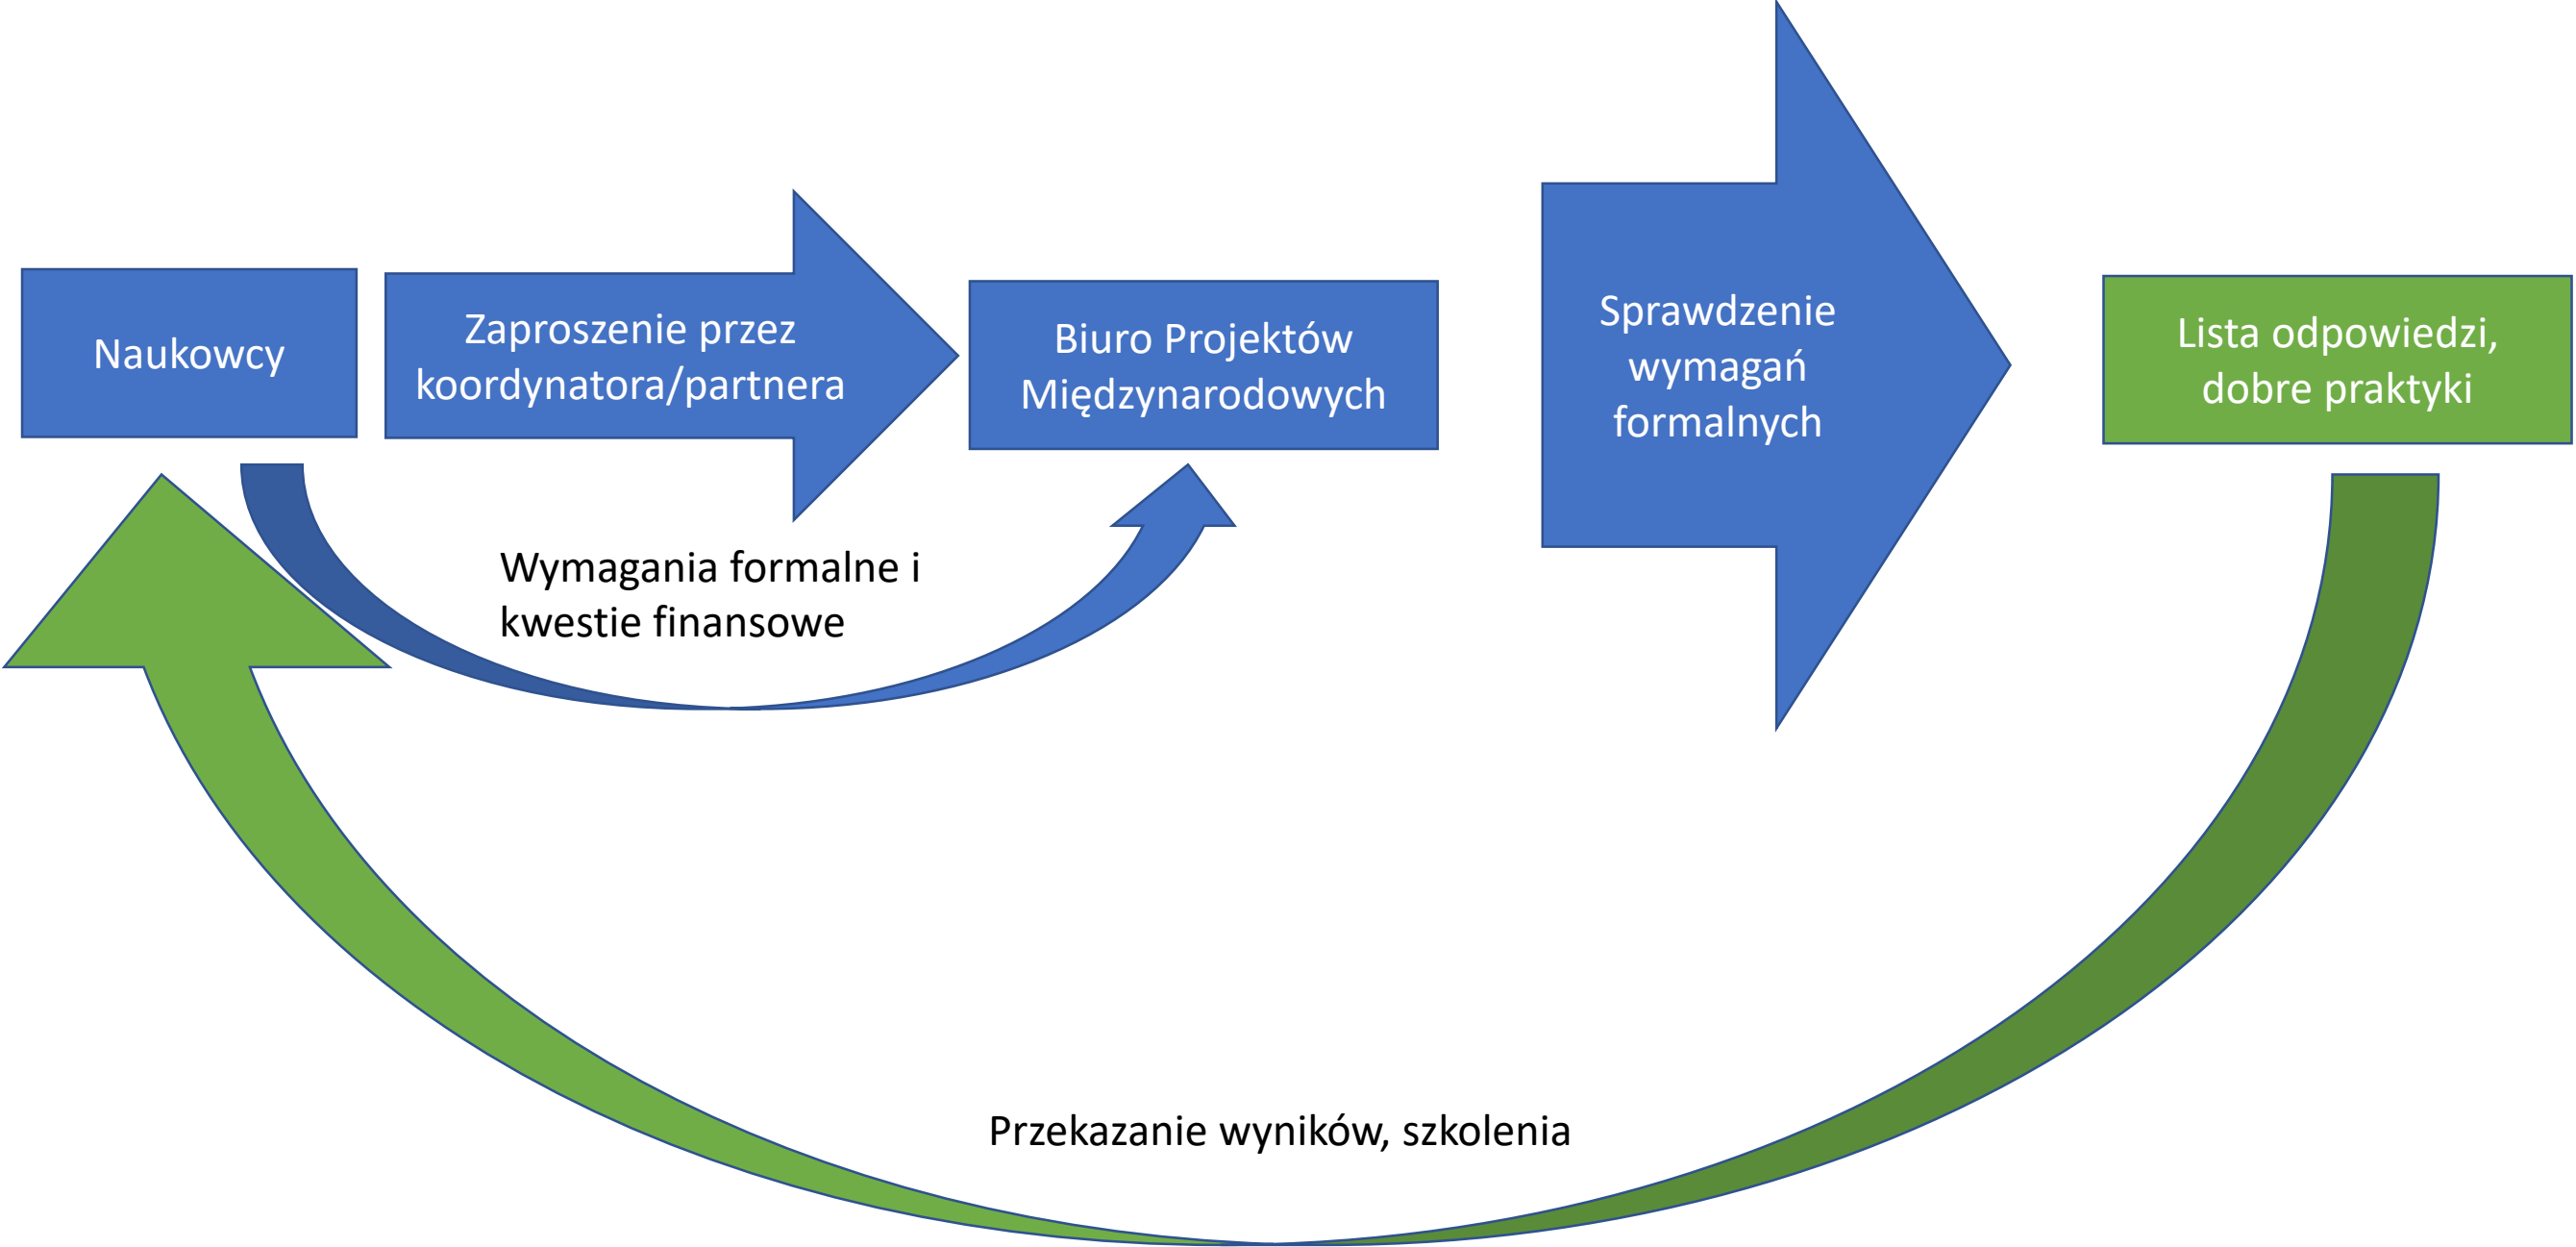 Naukowcy
Zaproszenie przez
koordynatora/partnera
Biuro Projektów
Międzynarodowych
Sprawdzenie
wymagań
formalnych
Lista odpowiedzi,
dobre praktyki
Wymagania formalne i
kwestie finansowe
Przekazanie wyników, szkolenia